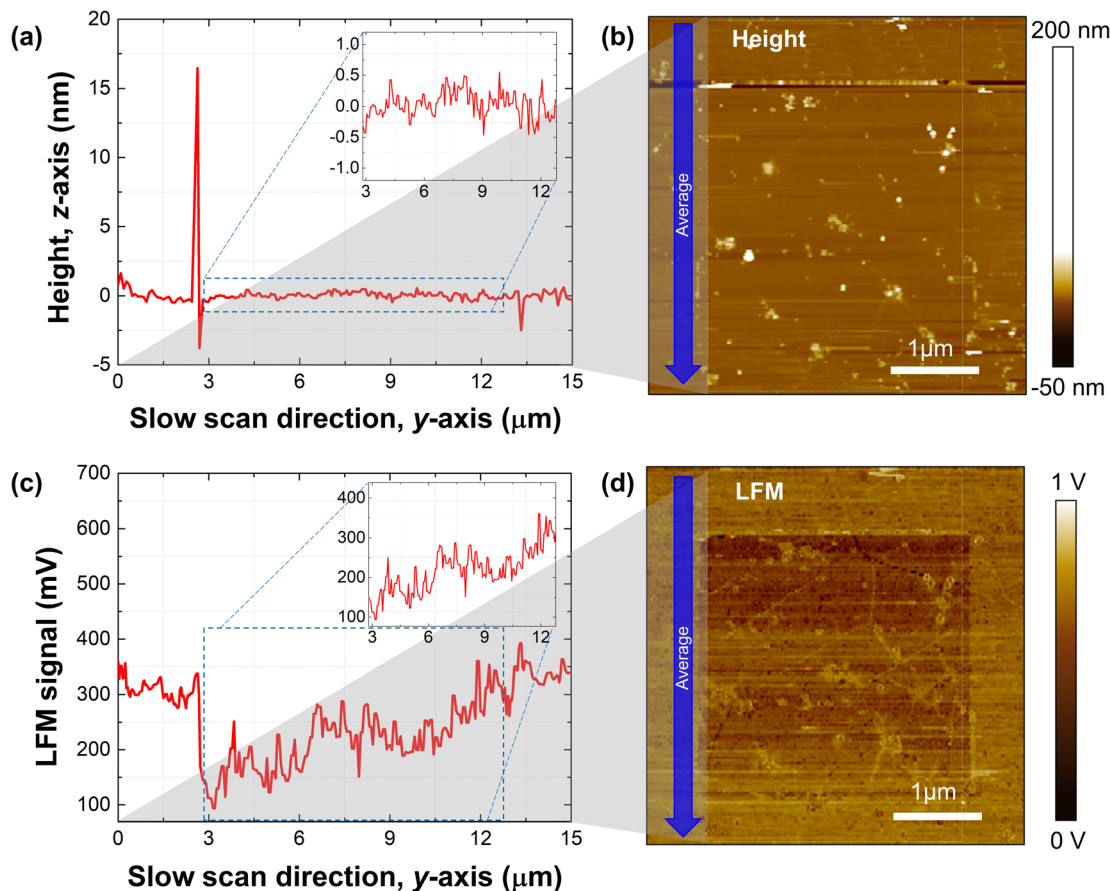 (a)
Height, z-axis (nm)
20
15
10
5
0
-5
1.0
0.5
0.0
-0.5
-1.0
3 6 9 12
0 3 6 9 12 15
Slow scan direction, y-axis (μm)
(b)
Height
Average
1μm
200 nm
-50 nm
(c)
LFM signal (mV)
700
600
500
400
300
200
100
400
300
200
100
3 6 9 12
0 3 6 9 12 15
Slow scan direction, y-axis (μm)
(d)
LFM
Average
1μm
1 V
0 V